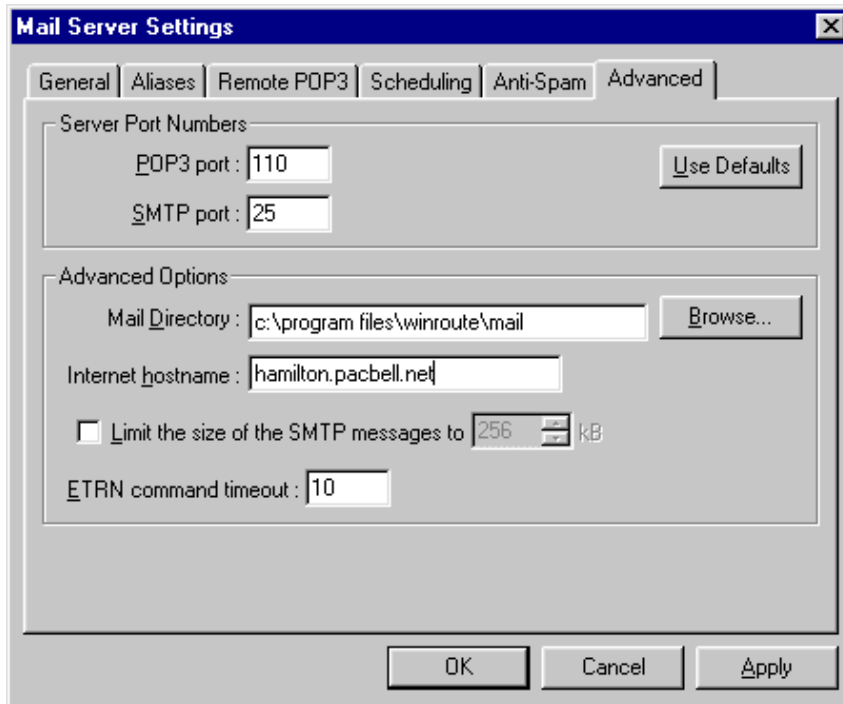 Mail Server Settings
General Aliases Remote POP3 Scheduling Anti-Spam Advanced
Server Port Numbers
POP3 port : 110 Use Defaults
SMTP port : 25
Advanced Options
Mail Directory : c:\program files\winroute\mail Browse...
Internet hostname : hamilton.pacbell.net
Limit the size of the SMTP messages to 256 kB
ETRN command timeout : 10
OK Cancel Apply